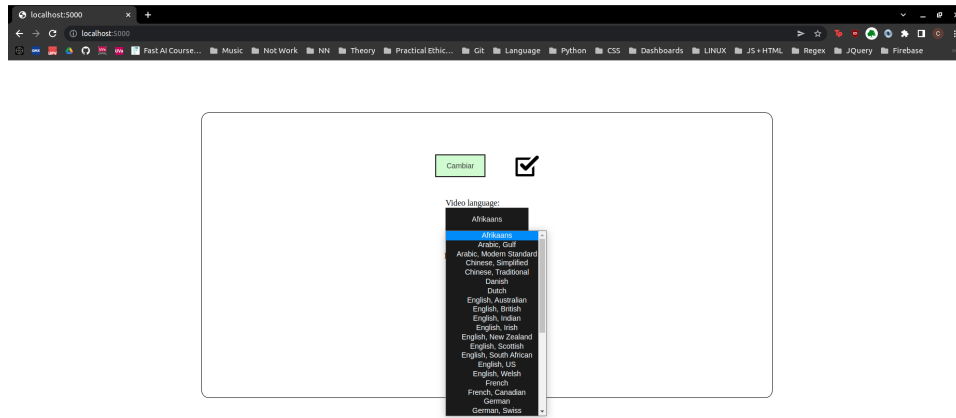 localhost:5000
localhost:5000
Fast AI Course... Music Not Work NN Theory Practical Ethic... Git Language Python CSS Dashboards LINUX JS+HTML Regex JQuery Firebase
Cambiar
Video language:
Afrikaans
Afrikaans
Arabic, Gulf
Arabic, Modern Standard
Chinese, Simplified
Chinese, Traditional
Danish
Dutch
English, Australian
English, British
English, Indian
English, Irish
English, New Zealand
English, Scottish
English, South African
English, US
English, Welsh
French
French, Canadian
German
German, Swiss